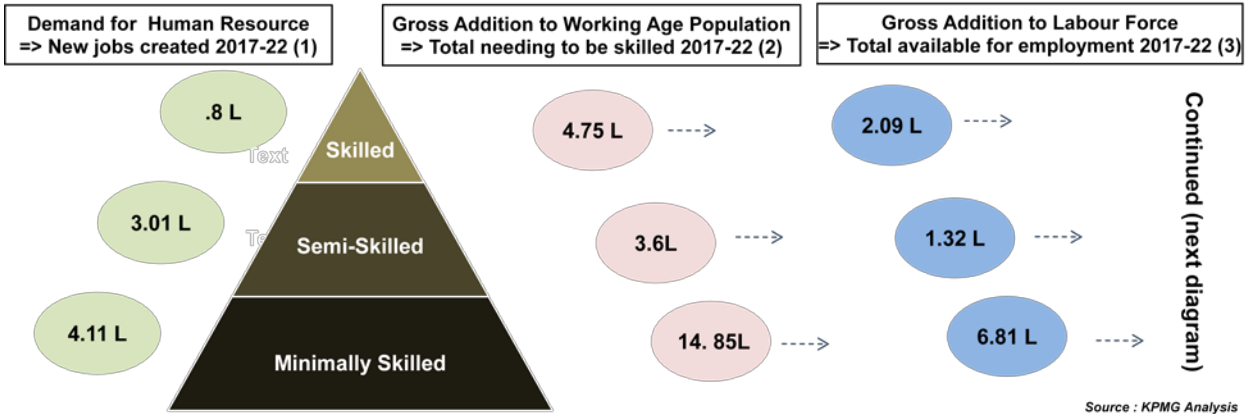 Demand for Human Resource
=> New jobs created 2017-22 (1)
Gross Addition to Working Age Population
=> Total needing to be skilled 2017-22 (2)
Gross Addition to Labour Force
=> Total available for employment 2017-22 (3)
.8 L
Text
Skilled
4.75 L
2.09 L
3.01 L
Te
Semi-Skilled
3.6L
1.32 L
4.11 L
Minimally Skilled
14. 85L
6.81 L
Continued (next diagram)
Source : KPMG Analysis